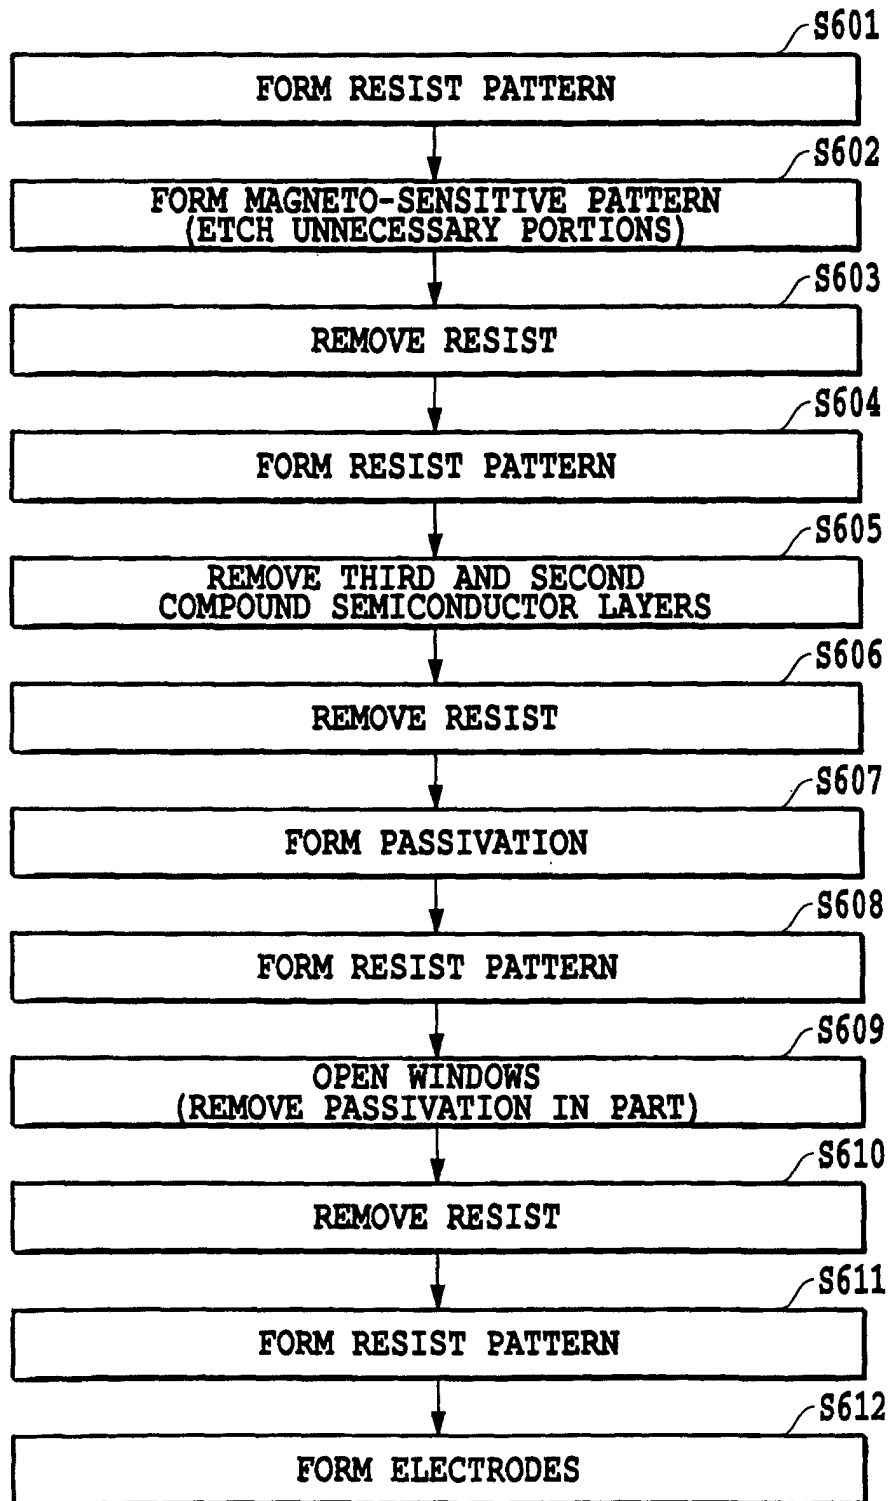 S601
FORM RESIST PATTERN
S602
FORM MAGNETO-SENSITIVE PATTERN
(ETCH UNNECESSARY PORTIONS)
S603
REMOVE RESIST
S604
FORM RESIST PATTERN
S605
REMOVE THIRD AND SECOND
COMPOUND SEMICONDUCTOR LAYERS
S606
REMOVE RESIST
S607
FORM PASSIVATION
S608
FORM RESIST PATTERN
S609
OPEN WINDOWS
(REMOVE PASSIVATION IN PART)
S610
REMOVE RESIST
S611
FORM RESIST PATTERN
S612
FORM ELECTRODES